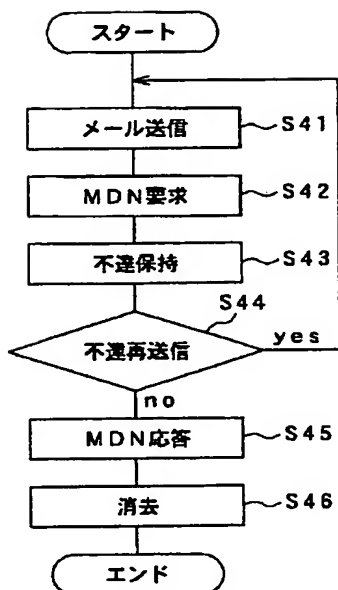 スタート
メール送信 S41
MDN要求 S42
不達保持 S43
S44
不達再送信 yes
no
MDN応答 S45
消去 S46
エンド